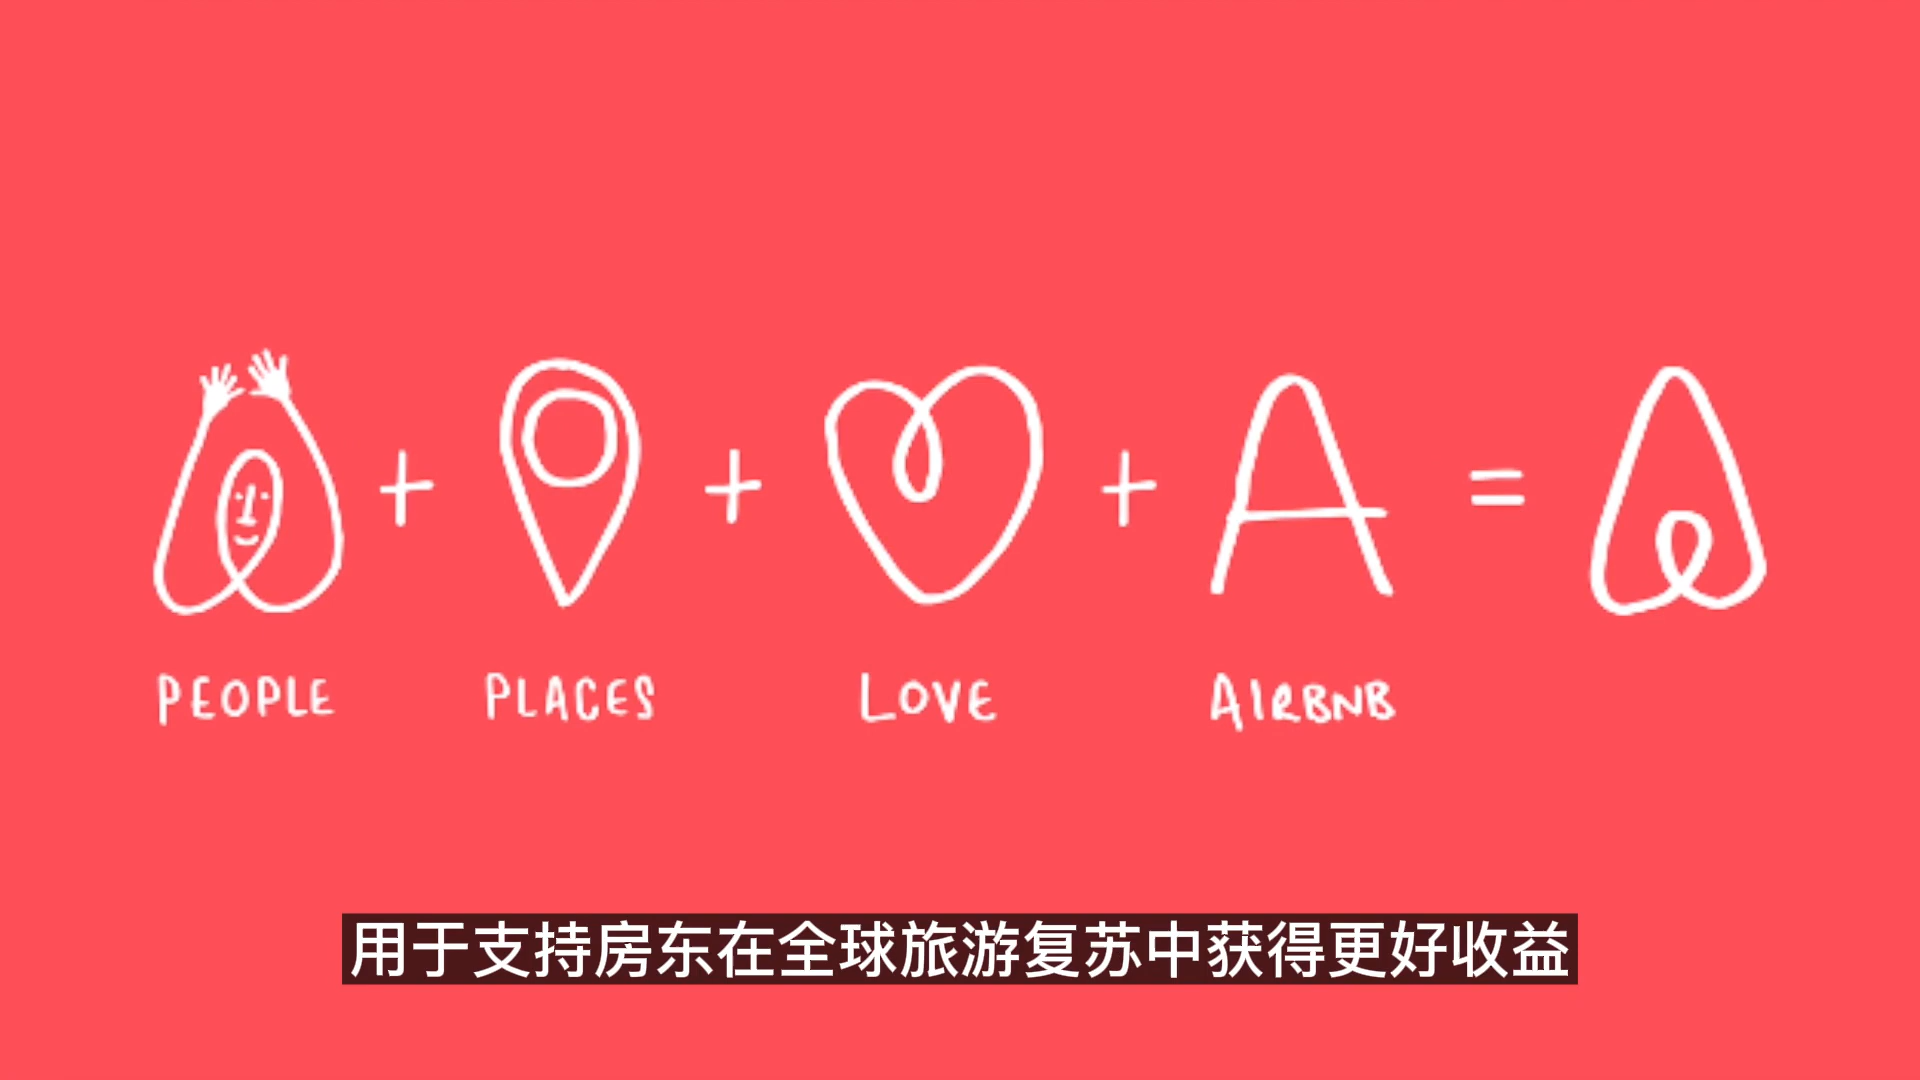 + + + =
PEOPLE PLACES LOVE AIRBNB
用于支持房东在全球旅游复苏中获得更好收益